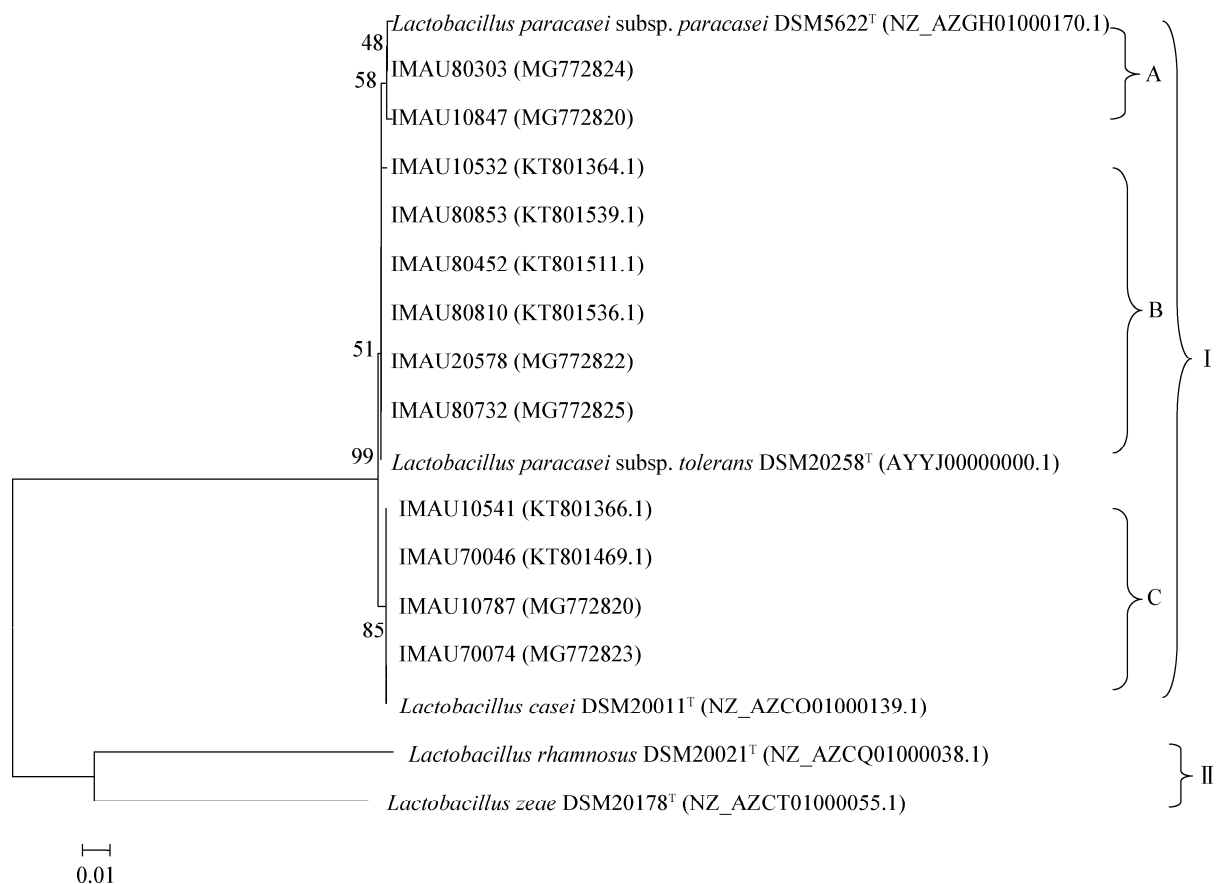 Lactobacillus paracasei subsp. paracasei DSM5622ᵀ (NZ_AZGH01000170.1)
48
IMAU80303 (MG772824)
A
58
IMAU10847 (MG772820)
IMAU10532 (KT801364.1)
IMAU80853 (KT801539.1)
IMAU80452 (KT801511.1)
IMAU80810 (KT801536.1)
B
51
IMAU20578 (MG772822)
I
IMAU80732 (MG772825)
99
Lactobacillus paracasei subsp. tolerans DSM20258ᵀ (AYYJ00000000.1)
IMAU10541 (KT801366.1)
IMAU70046 (KT801469.1)
IMAU10787 (MG772820)
C
85
IMAU70074 (MG772823)
Lactobacillus casei DSM20011ᵀ (NZ_AZCO01000139.1)
Lactobacillus rhamnosus DSM20021ᵀ (NZ_AZCQ01000038.1)
II
Lactobacillus zeae DSM20178ᵀ (NZ_AZCT01000055.1)
0.01